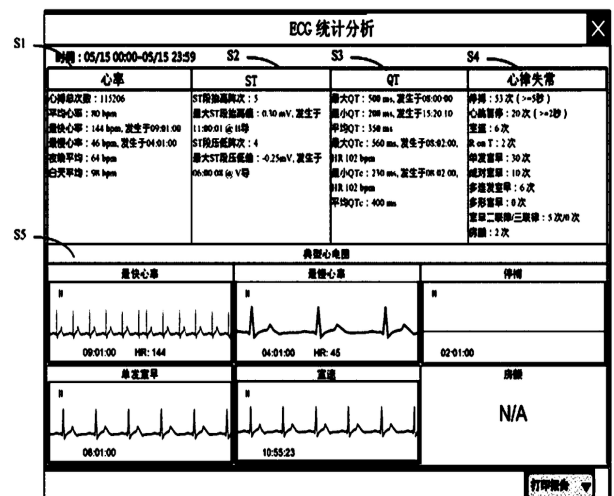 ECG 统计分析
X
S1
S2
S3
S4
时间：05/15 00:00-05/15 23:59
心率
ST
QT
心律失常
心搏总次数：115206
平均心率：80 bpm
最快心率：144 bpm, 发生于09:01:00
最慢心率：46 bpm, 发生于04:01:00
夜晚平均：64 bpm
白天平均：98 bpm
ST段抬高阵次：5
最大ST段抬高值：0.30 mV, 发生于
11:00:01 @ II导
ST段压低阵次：4
最大ST段压低值：-0.25mV, 发生于
06:00:08 @ V导
最大QT：500 ms, 发生于08:00:00
最小QT：200 ms, 发生于15:20:10
平均QT：350 ms
最大QTc：560 ms, 发生于08:02:00,
HR 102 bpm
最小QTc：230 ms, 发生于08:02:00,
HR 102 bpm
平均QTc：400 ms
停搏：53 次（>=5秒）
心跳暂停：20 次（>=2秒）
室速：6 次
R on T：2 次
单发室早：30 次
成对室早：10 次
多连发室早：6 次
多形室早：0 次
室早二联律/三联律：5 次/0 次
房颤：2 次
S5
典型心电图
最快心率
最慢心率
停搏
N
09:01:00 HR: 144
N
04:01:00 HR: 45
N
02:01:00
单发室早
室速
房颤
N
08:01:00
N
10:55:23
N/A
打印报告